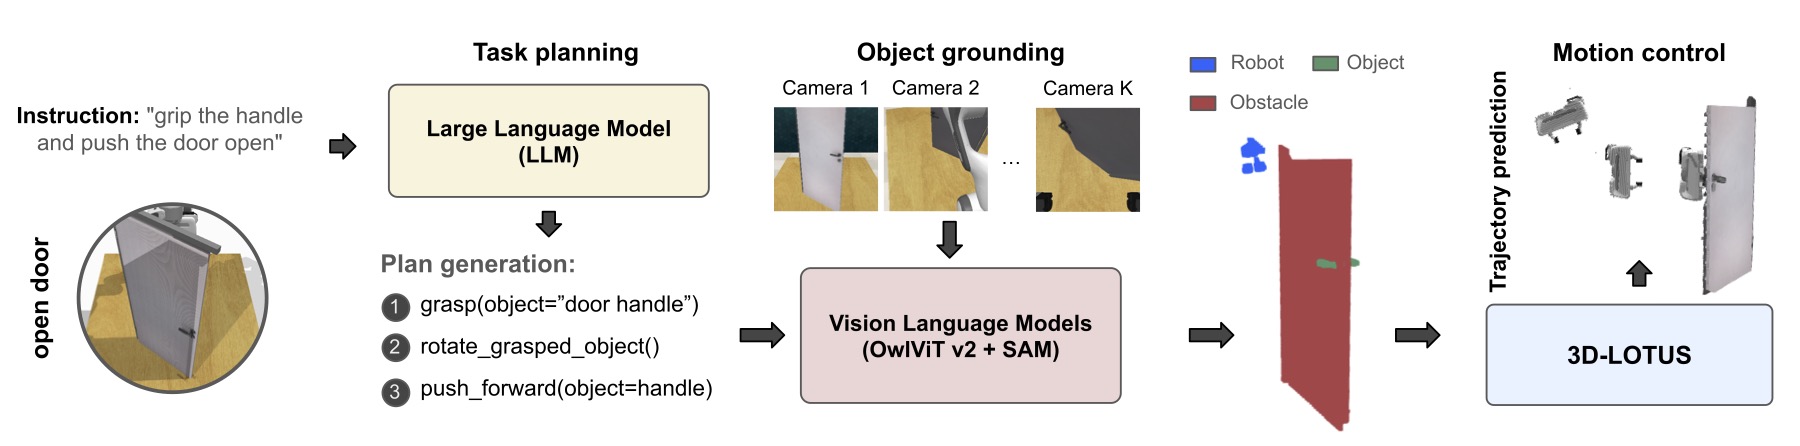 Instruction: "grip the handle
and push the door open"
open door
Task planning
Large Language Model
(LLM)
Plan generation:
1 grasp(object=”door handle”)
2 rotate_grasped_object()
3 push_forward(object=handle)
Object grounding
Camera 1
Camera 2
...
Camera K
Vision Language Models
(OwlViT v2 + SAM)
Robot
Object
Obstacle
Motion control
Trajectory prediction
3D-LOTUS